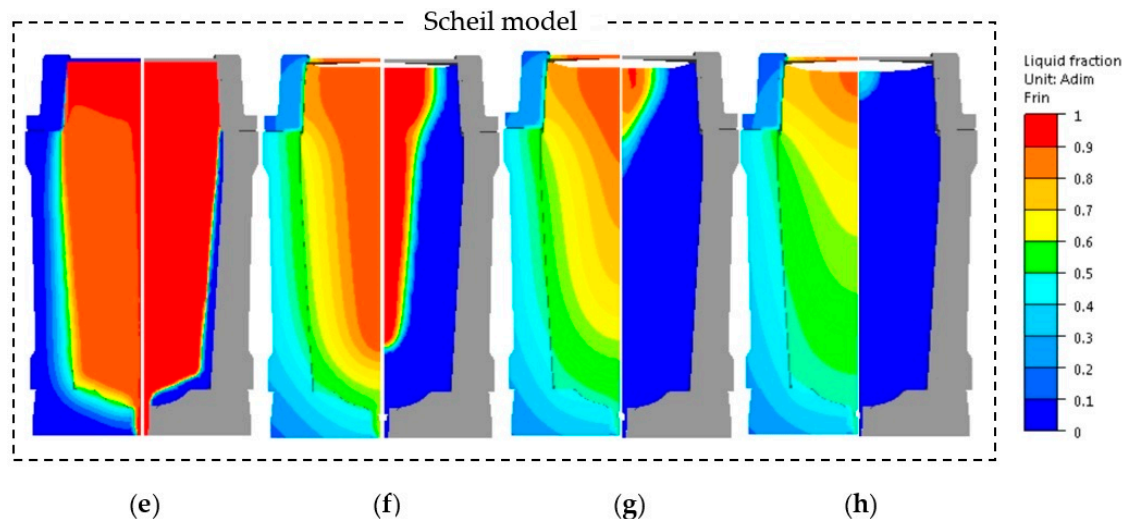 Scheil model
Liquid fraction
Unit: Adim
Frin
1
0.9
0.8
0.7
0.6
0.5
0.4
0.3
0.2
0.1
0
(e)
(f)
(g)
(h)